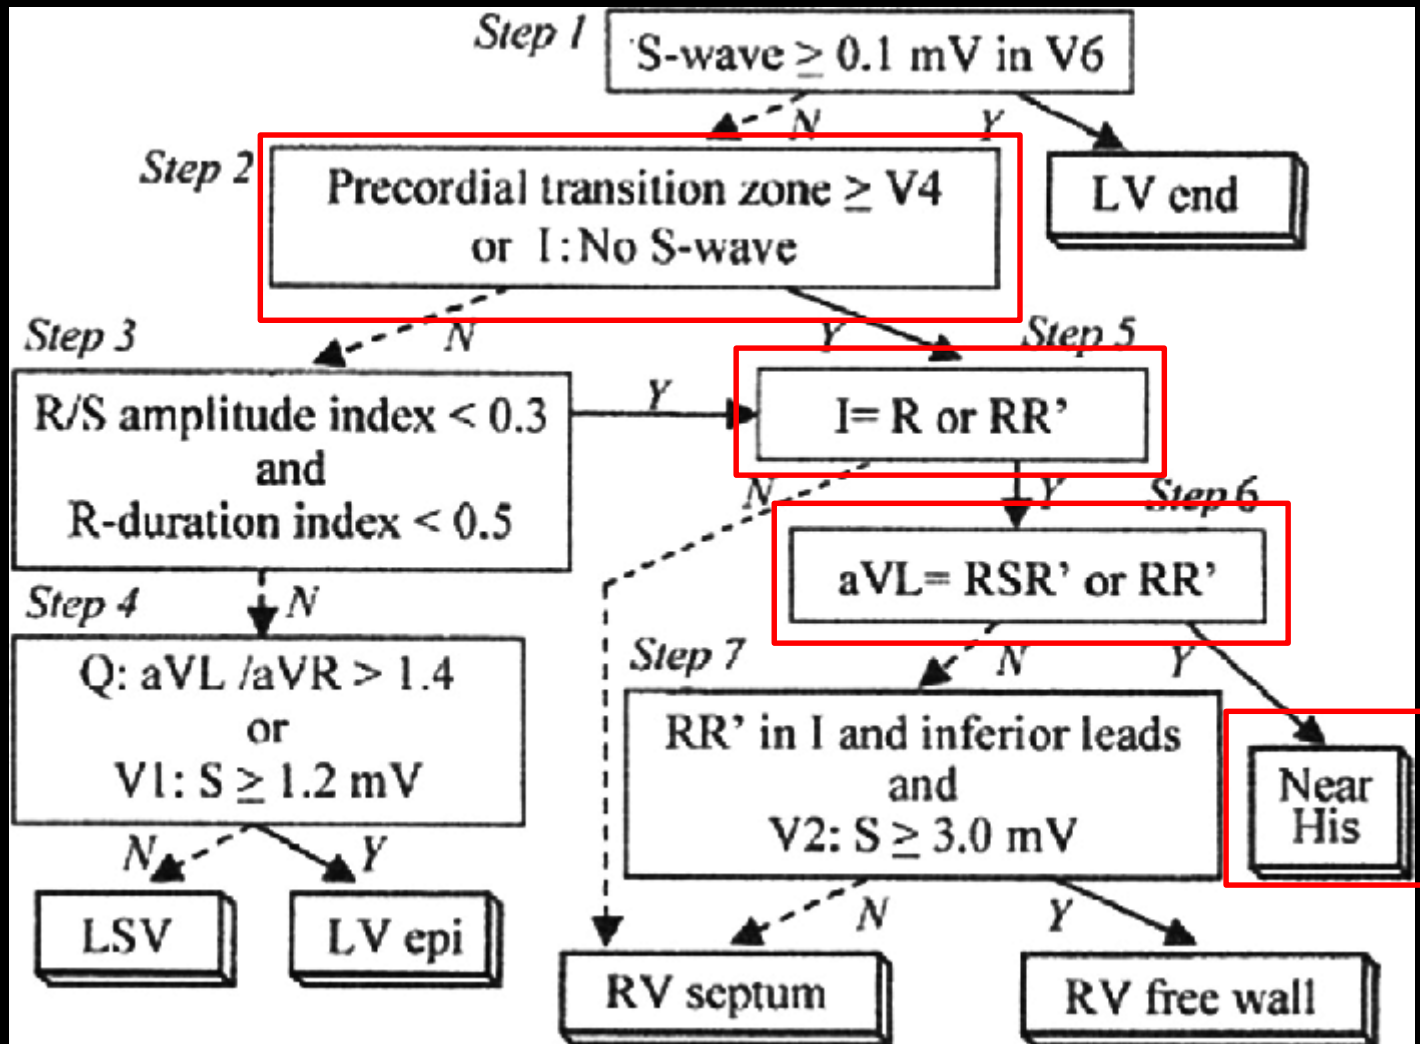 Step 1
S-wave ≥ 0.1 mV in V6
N
Y
Step 2
Precordial transition zone ≥ V4
or I: No S-wave
LV end
N
Y
Step 3
R/S amplitude index < 0.3
and
R-duration index < 0.5
Y
Step 5
I= R or RR’
N
Y
N
Step 4
Q: aVL /aVR > 1.4
or
V1: S ≥ 1.2 mV
N
Y
LSV
LV epi
Step 6
aVL= RSR’ or RR’
N
Y
Near
His
Step 7
RR’ in I and inferior leads
and
V2: S ≥ 3.0 mV
N
Y
RV septum
RV free wall